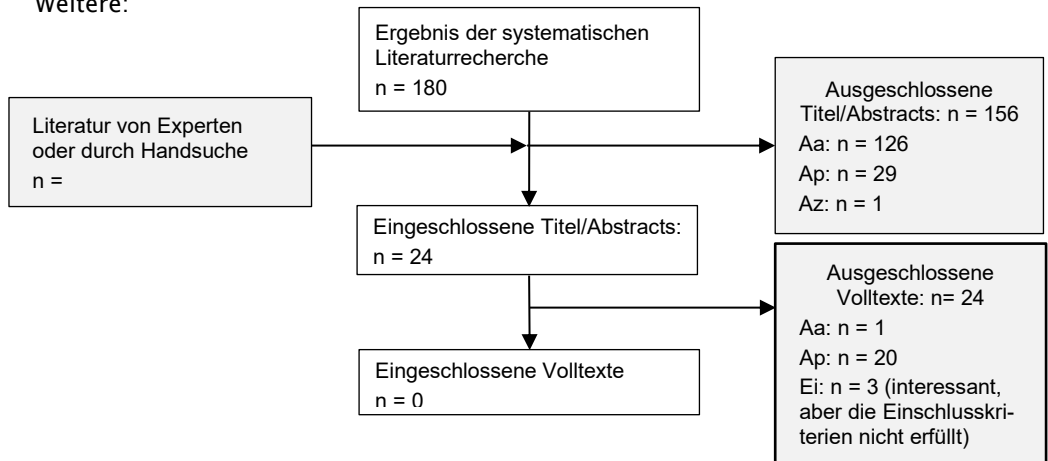 Weitere:
Ergebnis der systematischen
Literaturrecherche
n = 180
Literatur von Experten
oder durch Handsuche
n =
Ausgeschlossene
Titel/Abstracts: n = 156
Aa: n = 126
Ap: n = 29
Az: n = 1
Eingeschlossene Titel/Abstracts:
n = 24
Ausgeschlossene
Volltexte: n= 24
Aa: n = 1
Ap: n = 20
Ei: n = 3 (interessant,
aber die Einschlusskri-
terien nicht erfüllt)
Eingeschlossene Volltexte
n = 0